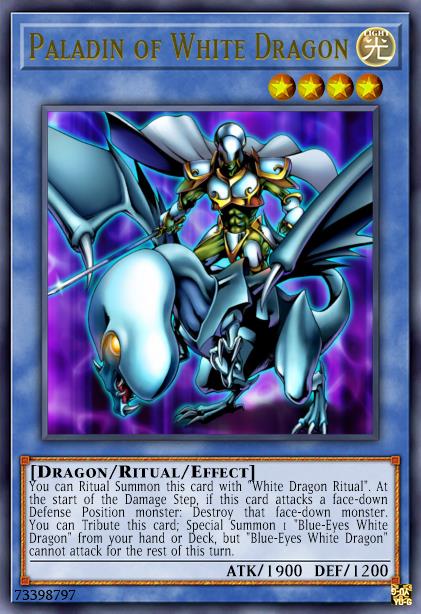 PALADIN OF WHITE DRAGON
LIGHT
光
[DRAGON/RITUAL/EFFECT]
You can Ritual Summon this card with "White Dragon Ritual". At
the start of the Damage Step, if this card attacks a face-down
Defense Position monster: Destroy that face-down monster.
You can Tribute this card; Special Summon 1 "Blue-Eyes White
Dragon" from your hand or Deck, but "Blue-Eyes White Dragon"
cannot attack for the rest of this turn.
ATK/1900 DEF/1200
73398797